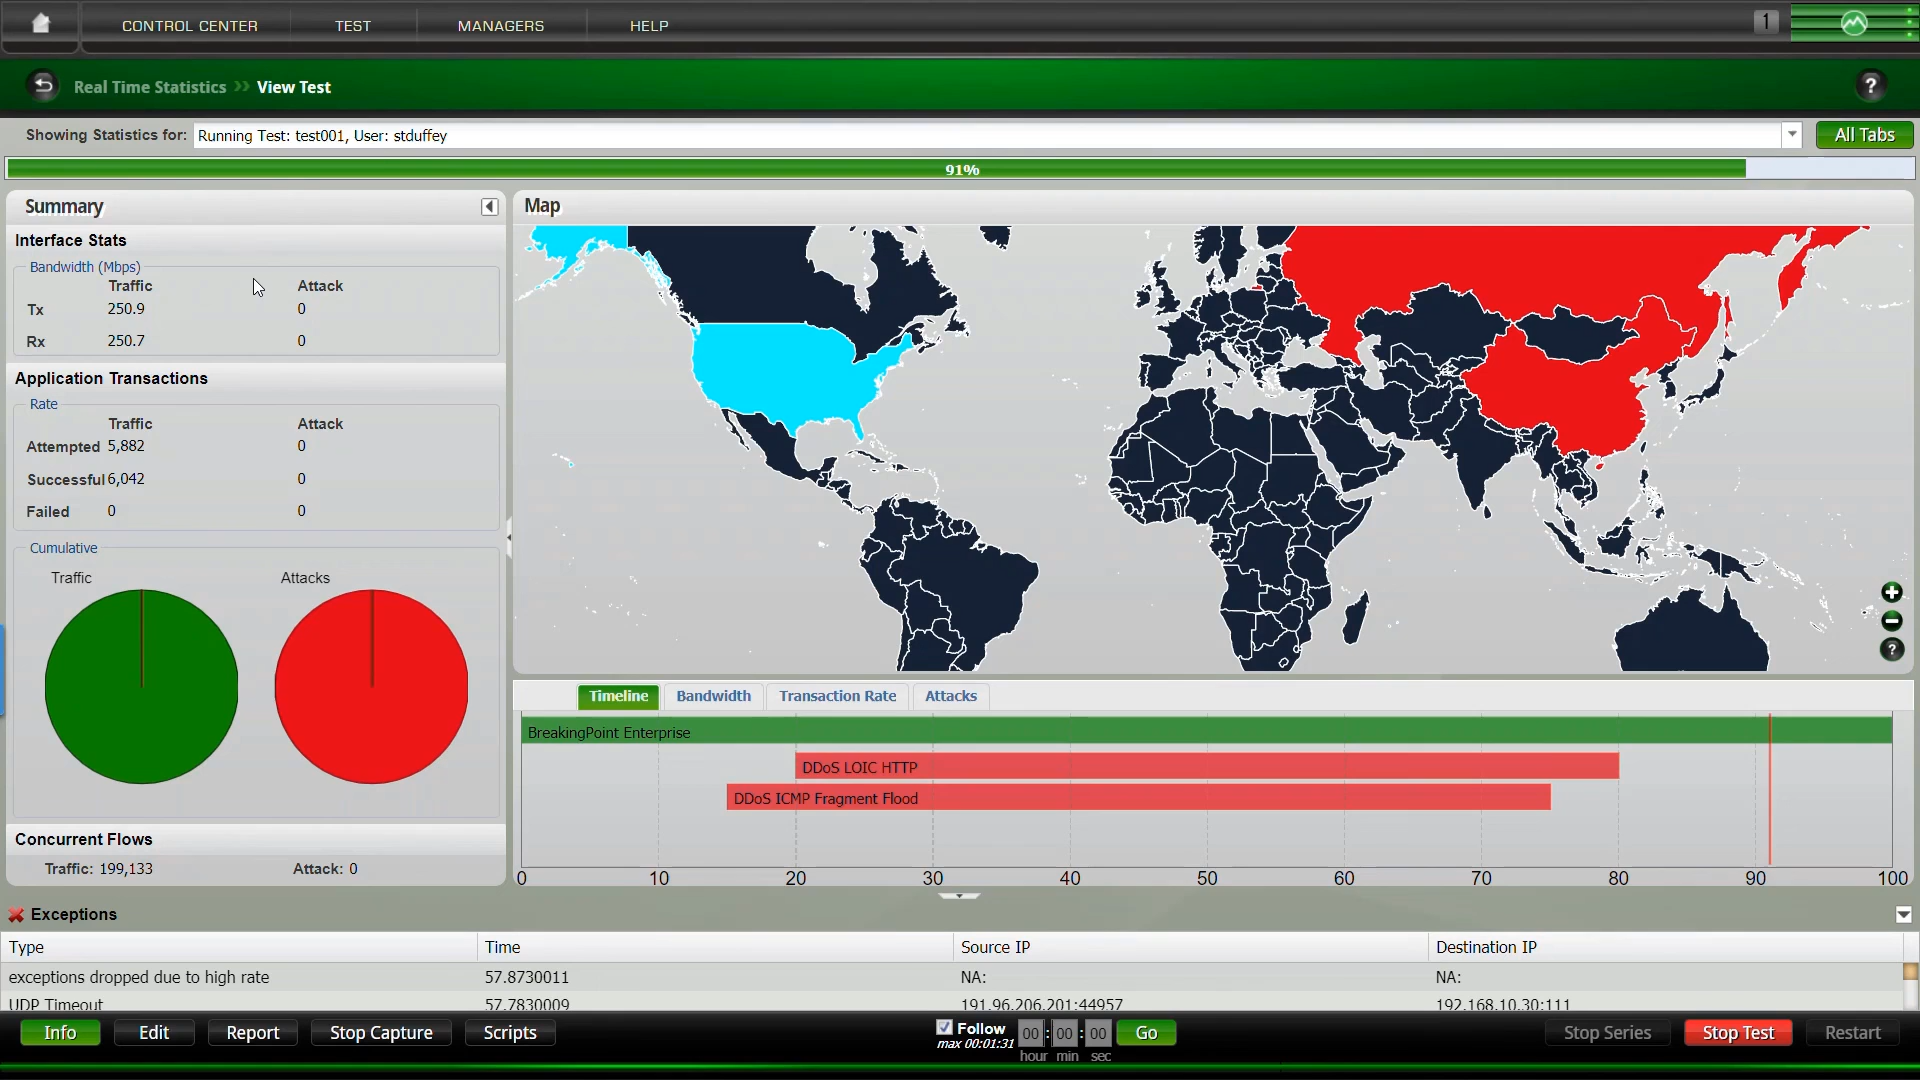 CONTROL CENTER TEST MANAGERS HELP 1
Real Time Statistics >> View Test ?
Showing Statistics for: Running Test: test001, User: stduffey All Tabs
91%
Summary
Interface Stats
Bandwidth (Mbps)
Traffic Attack
Tx 250.9 0
Rx 250.7 0
Application Transactions
Rate
Traffic Attack
Attempted 5,882 0
Successful 6,042 0
Failed 0 0
Cumulative
Traffic Attacks
Concurrent Flows
Traffic: 199,133 Attack: 0
Map
?
Timeline Bandwidth Transaction Rate Attacks
BreakingPoint Enterprise
DDoS LOIC HTTP
DDoS ICMP Fragment Flood
0 10 20 30 40 50 60 70 80 90 100
Exceptions
Type Time Source IP Destination IP
exceptions dropped due to high rate 57.8730011 NA: NA:
UDP Timeout 57.7830009 191.96.206.201:44957 192.168.10.30:111
Info Edit Report Stop Capture Scripts Follow 00 : 00 : 00 Go Stop Series Stop Test Restart
max 00:01:31
hour min sec